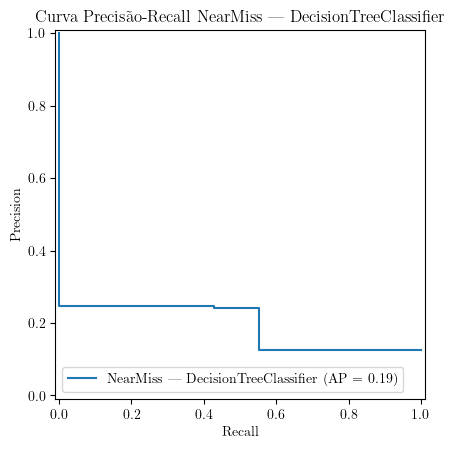 Curva Precisão-Recall NearMiss — DecisionTreeClassifier
1.0
0.8
0.6
0.4
0.2
0.0
Precision
NearMiss — DecisionTreeClassifier (AP = 0.19)
0.0 0.2 0.4 0.6 0.8 1.0
Recall